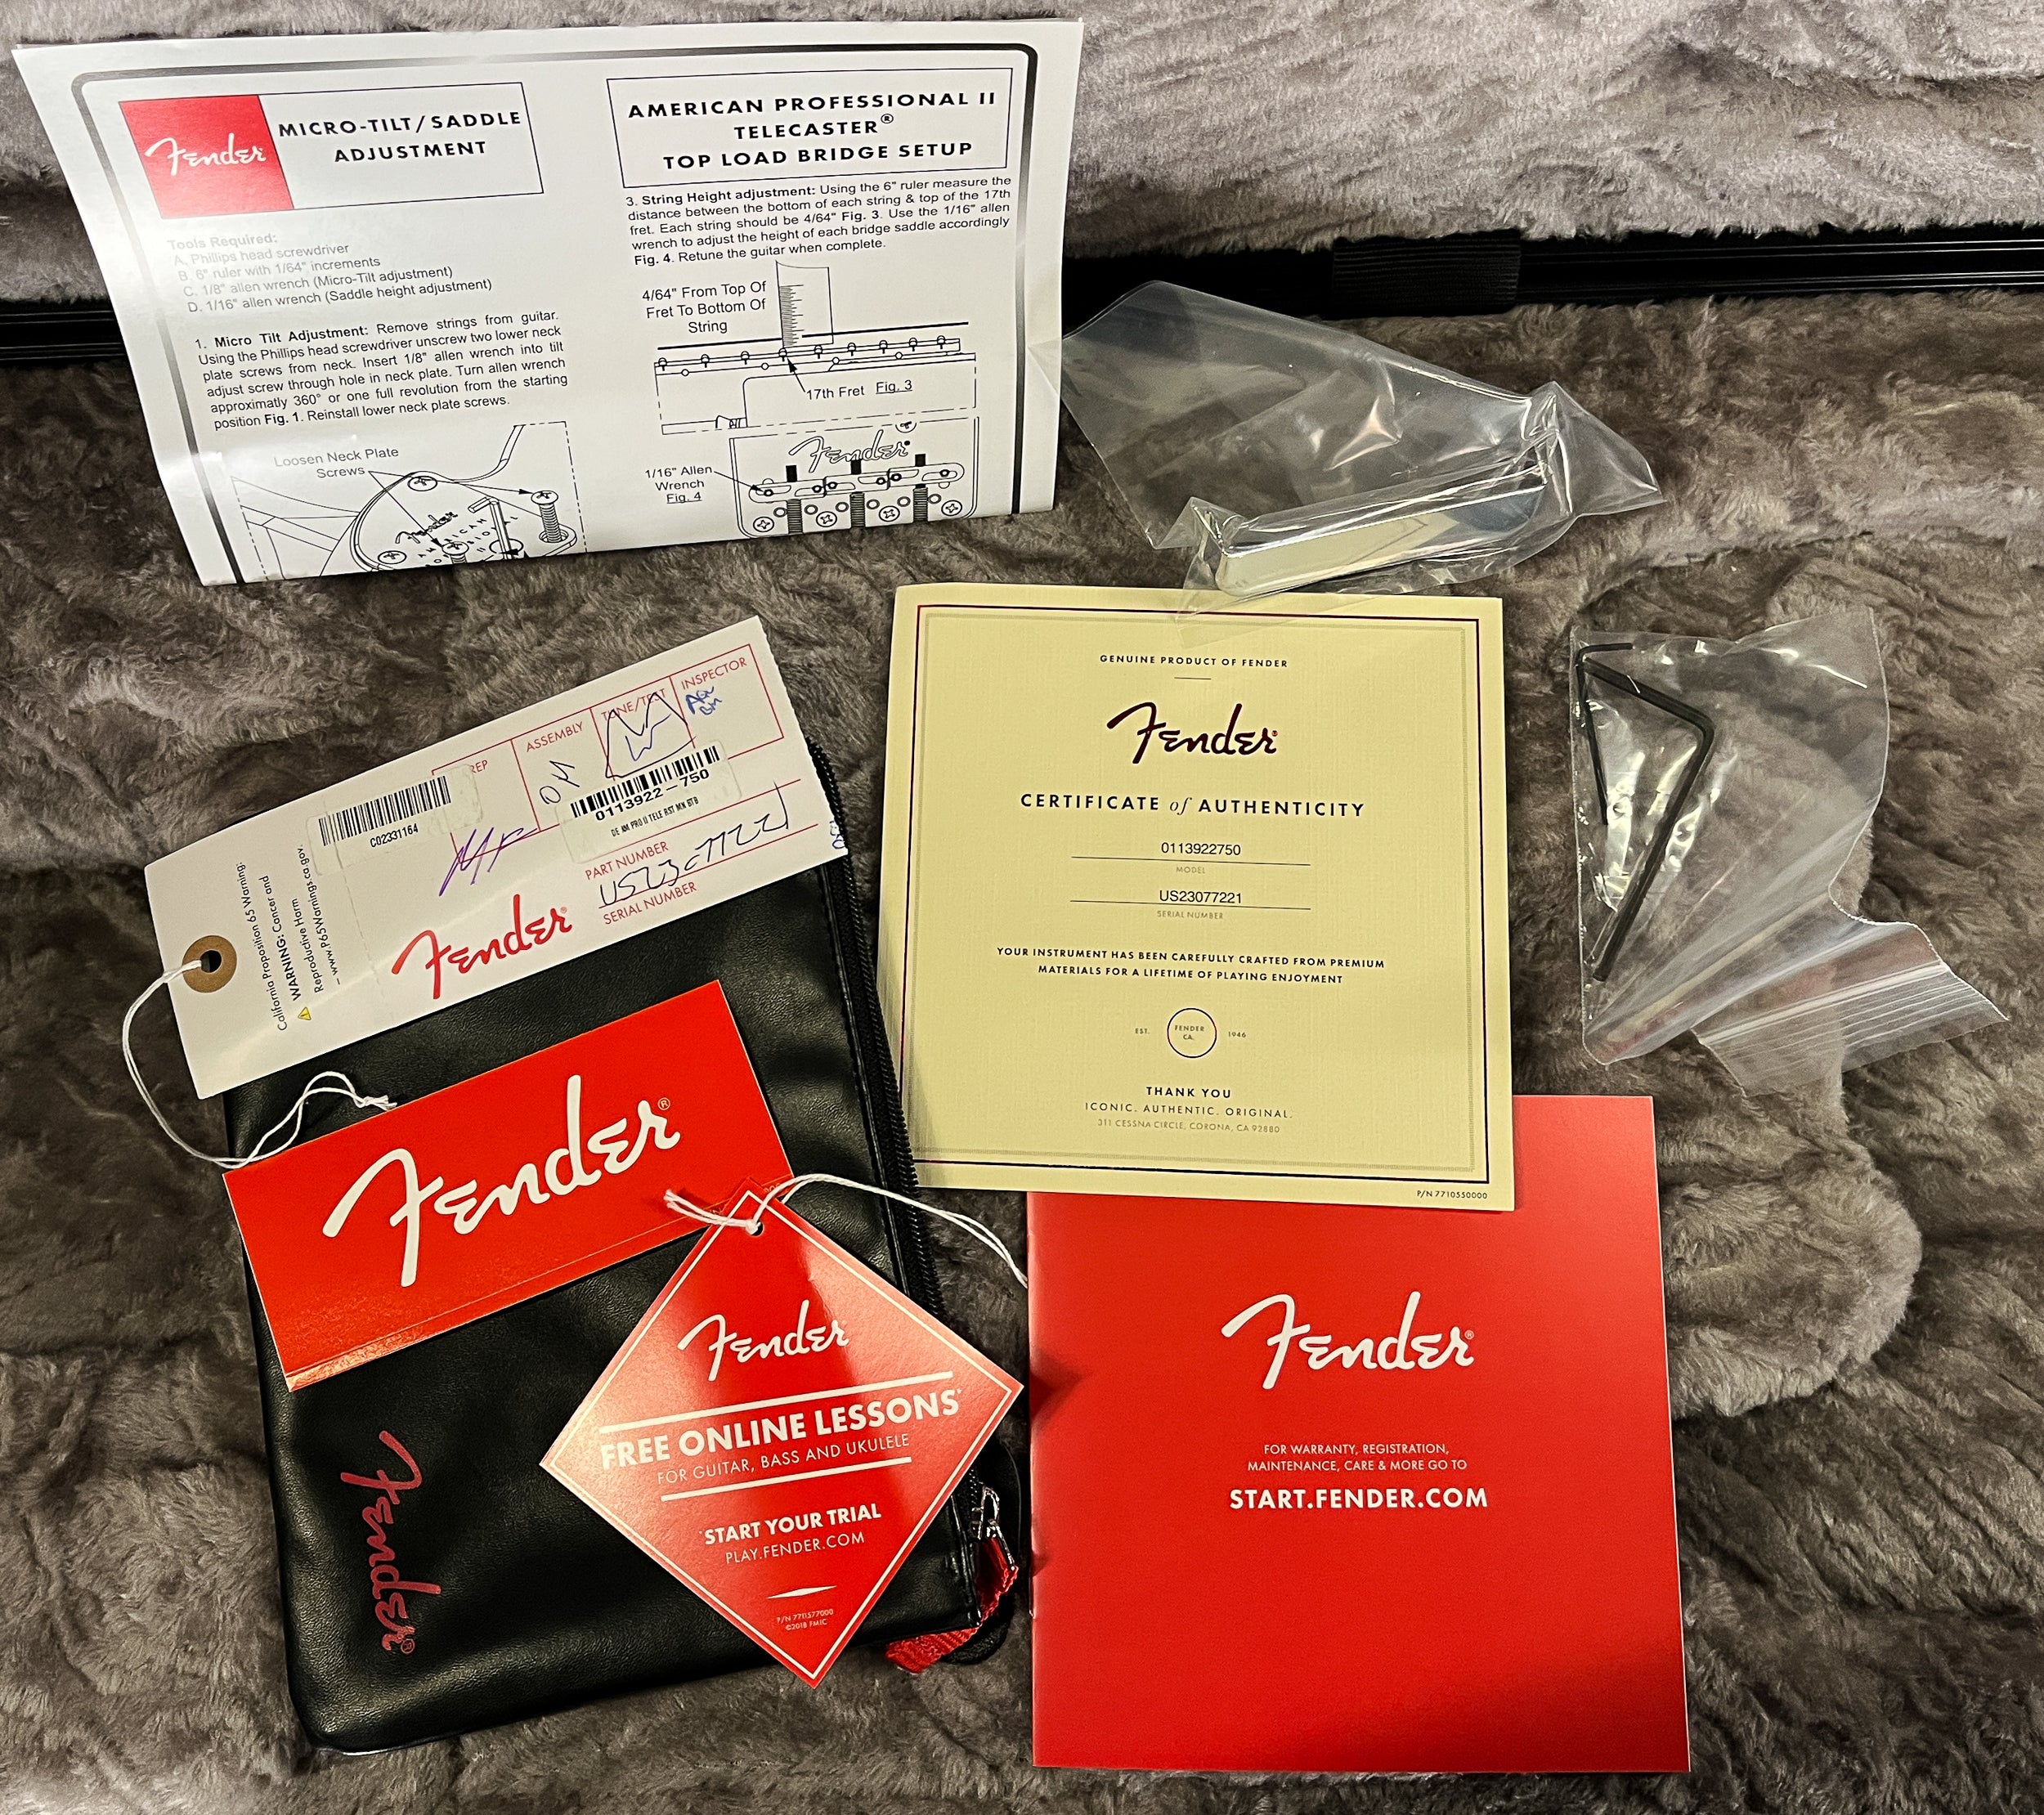 Fender
MICRO-TILT/SADDLE
ADJUSTMENT
Tools Required:
A. Phillips head screwdriver
B. 6" ruler with 1/64" increments
C. 1/8" allen wrench (Micro-Tilt adjustment)
D. 1/16" allen wrench (Saddle height adjustment)
1. Micro Tilt Adjustment: Remove strings from guitar.
Using the Phillips head screwdriver unscrew two lower neck
plate screws from neck. Insert 1/8" allen wrench into tilt
adjust screw through hole in neck plate. Turn allen wrench
approximatly 360° or one full revolution from the starting
position Fig. 1. Reinstall lower neck plate screws.
Loosen Neck Plate
Screws
Fender
AMERICAN PROFESSIONAL II
TELECASTER®
TOP LOAD BRIDGE SETUP
3. String Height adjustment: Using the 6" ruler measure the
distance between the bottom of each string & top of the 17th
fret. Each string should be 4/64" Fig. 3. Use the 1/16" allen
wrench to adjust the height of each bridge saddle accordingly
Fig. 4. Retune the guitar when complete.
4/64" From Top Of
Fret To Bottom Of
String
17th Fret Fig. 3
1/16" Allen
Wrench
Fig. 4
Fender®
California Proposition 65 Warning:
WARNING: Cancer and
Reproductive Harm
– www.P65Warnings.ca.gov.
C02331164
REP
ASSEMBLY
TUNE/TEST
INSPECTOR
0113922-750
DE AM PRO II TELE RST MN BTB
PART NUMBER
SERIAL NUMBER
Fender®
GENUINE PRODUCT OF FENDER
Fender®
CERTIFICATE of AUTHENTICITY
0113922750
MODEL
US23077221
SERIAL NUMBER
YOUR INSTRUMENT HAS BEEN CAREFULLY CRAFTED FROM PREMIUM
MATERIALS FOR A LIFETIME OF PLAYING ENJOYMENT
EST. FENDER CA. 1946
THANK YOU
ICONIC. AUTHENTIC. ORIGINAL.
311 CESSNA CIRCLE, CORONA, CA 92880
P/N 7710550000
Fender®
Fender®
FREE ONLINE LESSONS*
FOR GUITAR, BASS AND UKULELE
*START YOUR TRIAL
PLAY.FENDER.COM
P/N 7711577000
©2018 FMIC
Fender®
Fender®
FOR WARRANTY, REGISTRATION,
MAINTENANCE, CARE & MORE GO TO
START.FENDER.COM